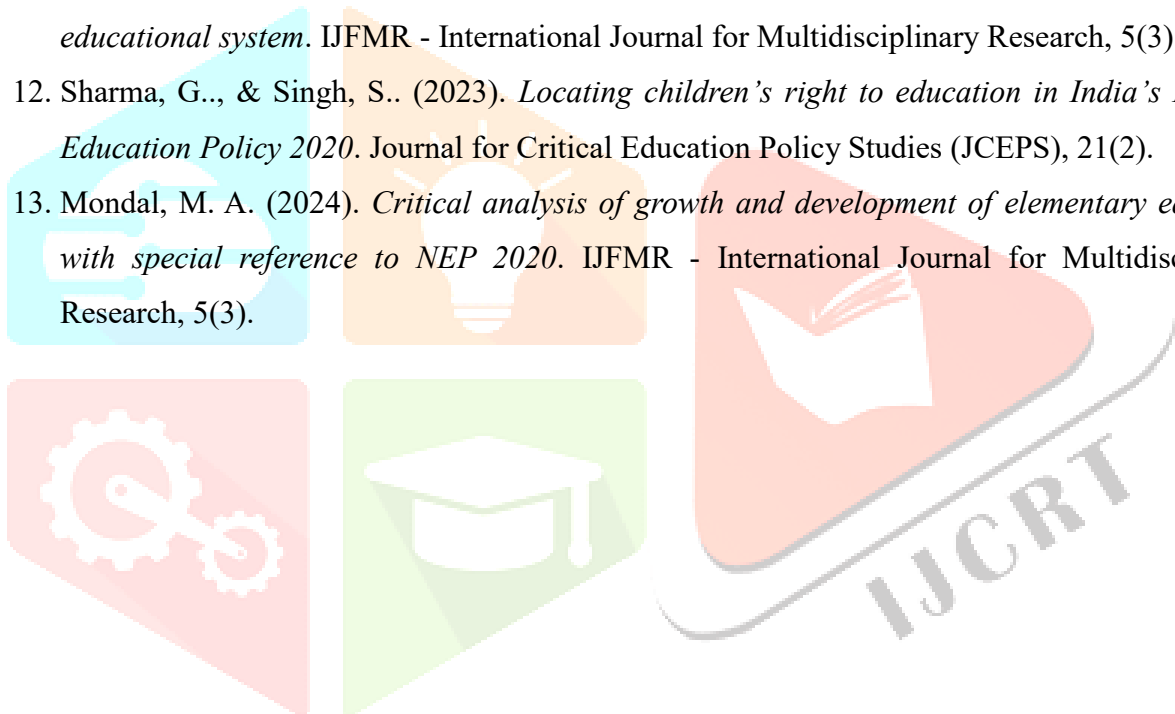 educational system. IJFMR - International Journal for Multidisciplinary Research, 5(3)
12. Sharma, G.., & Singh, S.. (2023). Locating children’s right to education in India’s
Education Policy 2020. Journal for Critical Education Policy Studies (JCEPS), 21(2).
13. Mondal, M. A. (2024). Critical analysis of growth and development of elementary
with special reference to NEP 2020. IJFMR - International Journal for
Research, 5(3).
IJCRT